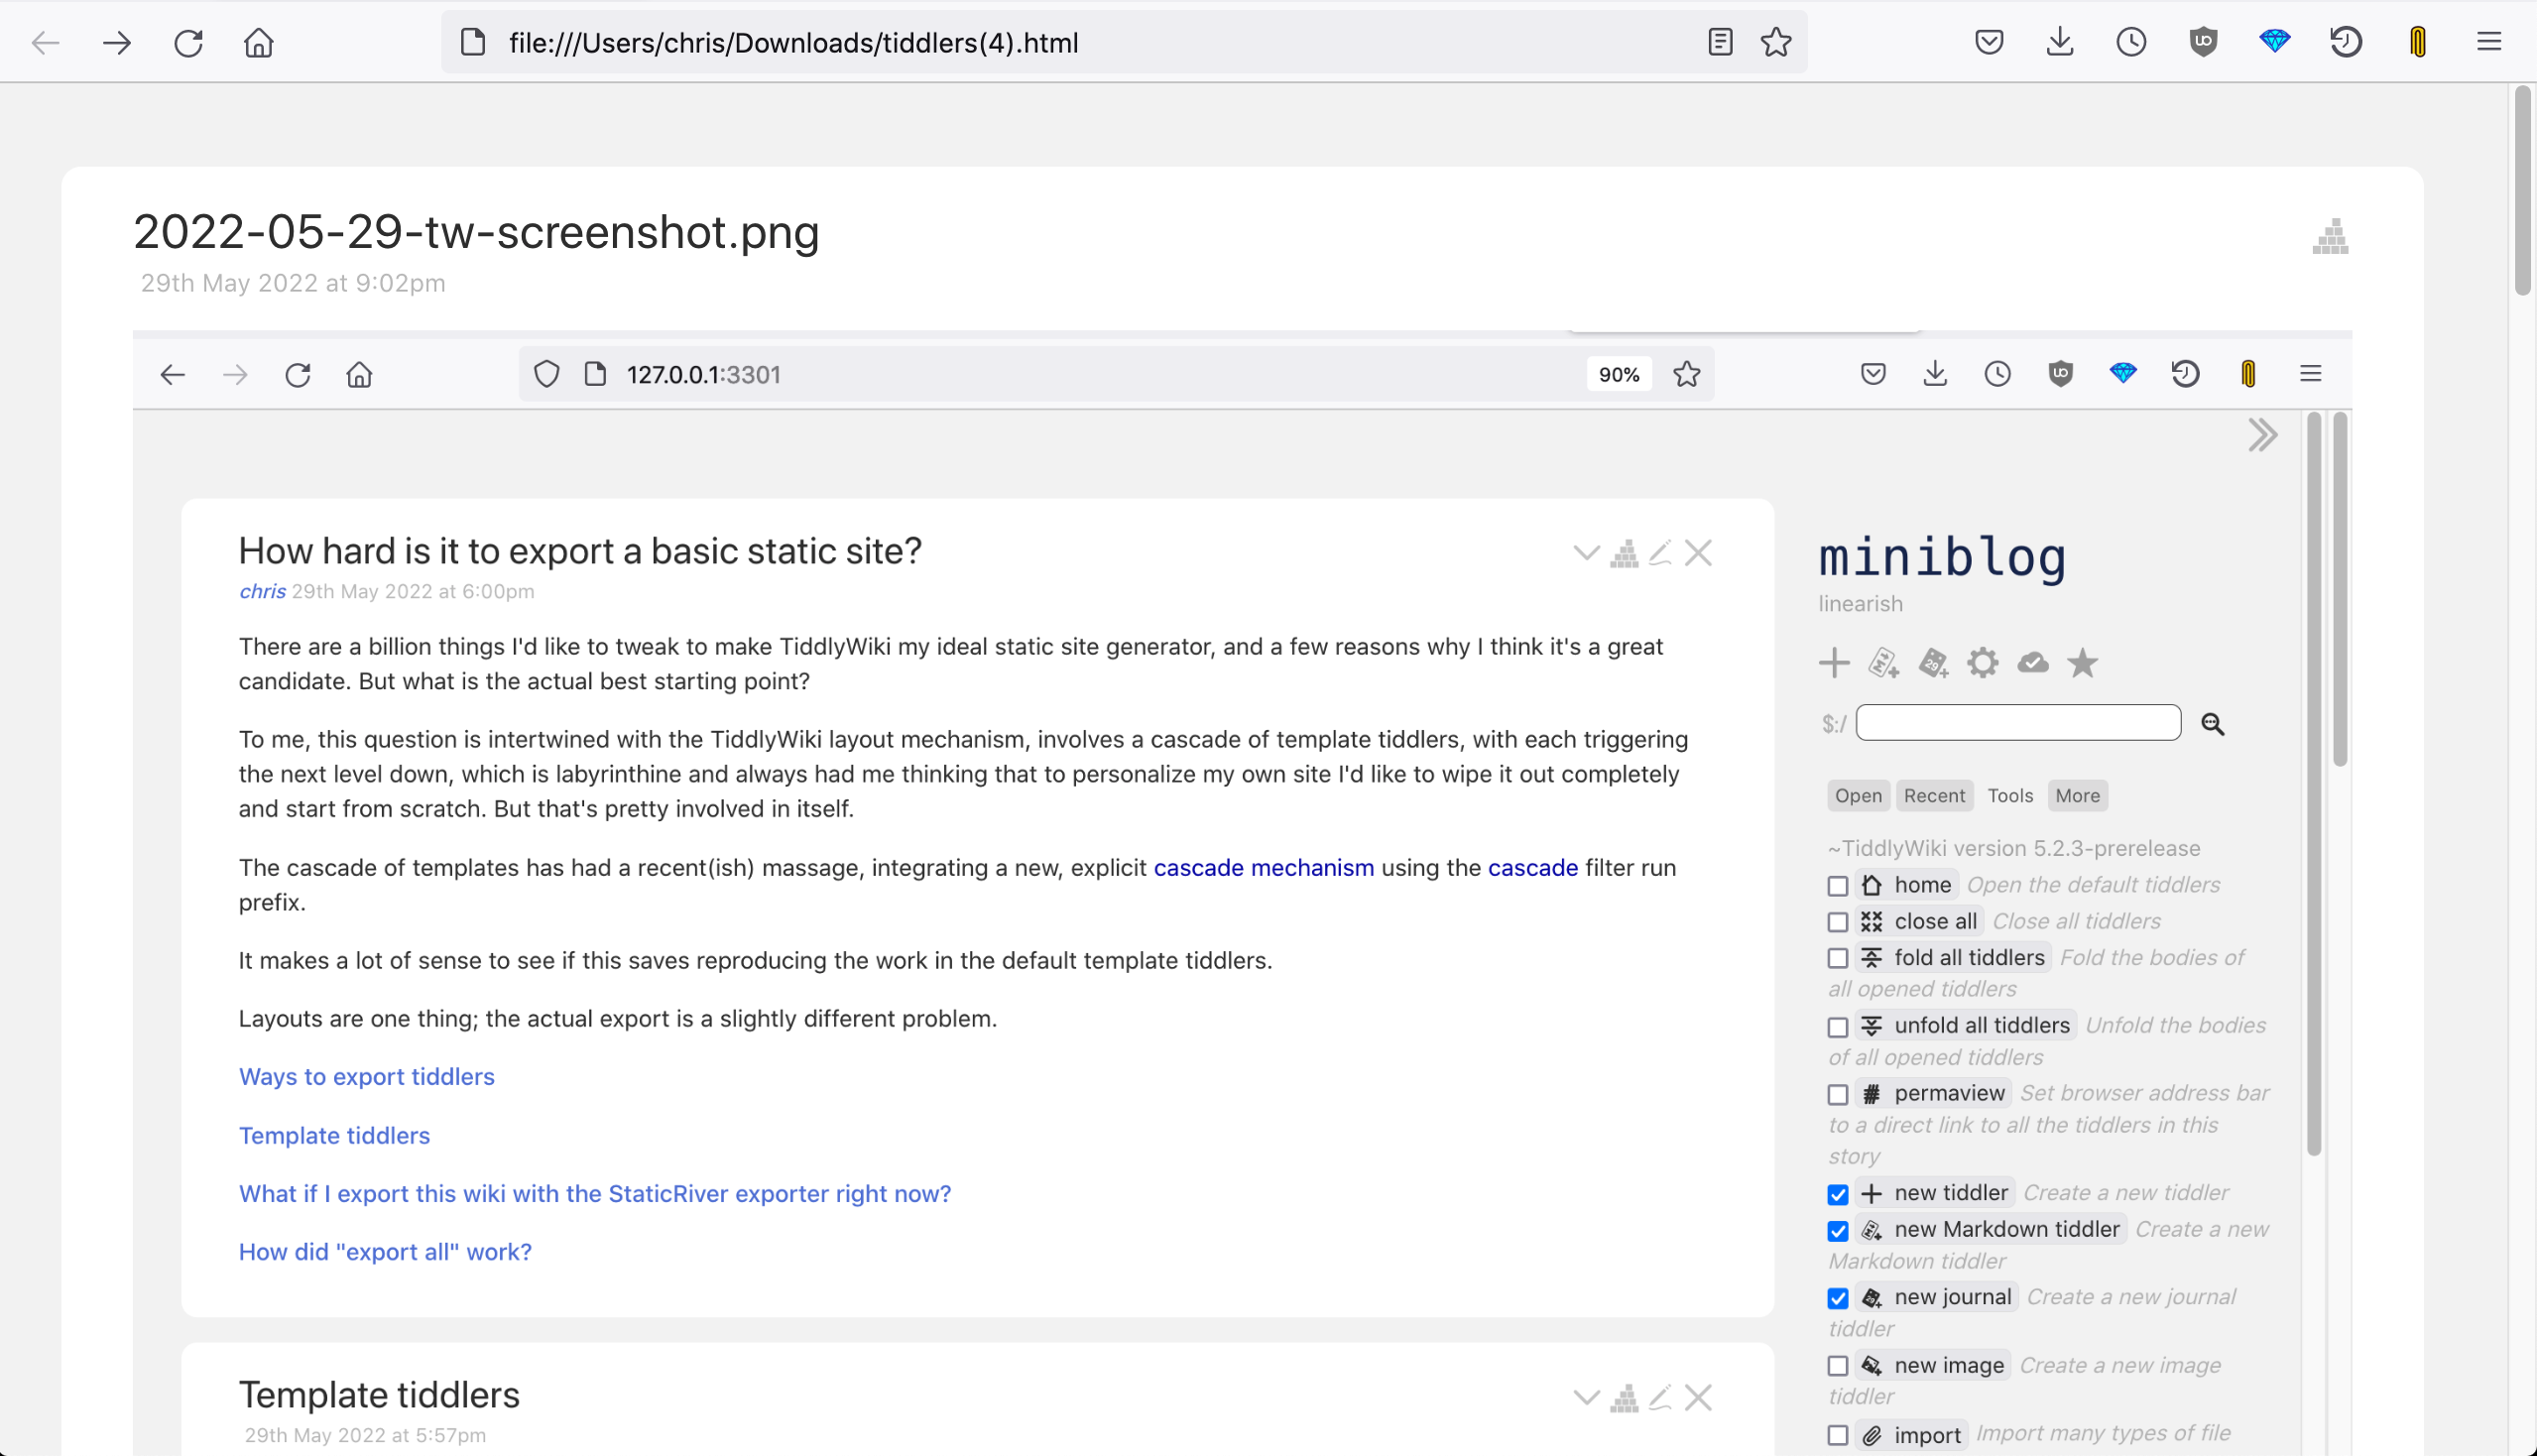 file:///Users/chris/Downloads/tiddlers(4).html
2022-05-29-tw-screenshot.png
29th May 2022 at 9:02pm
127.0.0.1:3301
90%
How hard is it to export a basic static site?
chris 29th May 2022 at 6:00pm
There are a billion things I'd like to tweak to make TiddlyWiki my ideal static site generator, and a few reasons why I think it's a great
candidate. But what is the actual best starting point?
To me, this question is intertwined with the TiddlyWiki layout mechanism, involves a cascade of template tiddlers, with each triggering
the next level down, which is labyrinthine and always had me thinking that to personalize my own site I'd like to wipe it out completely
and start from scratch. But that's pretty involved in itself.
The cascade of templates has had a recent(ish) massage, integrating a new, explicit cascade mechanism using the cascade filter run
prefix.
It makes a lot of sense to see if this saves reproducing the work in the default template tiddlers.
Layouts are one thing; the actual export is a slightly different problem.
Ways to export tiddlers
Template tiddlers
What if I export this wiki with the StaticRiver exporter right now?
How did "export all" work?
Template tiddlers
29th May 2022 at 5:57pm
miniblog
linearish
$:/
Open Recent Tools More
~TiddlyWiki version 5.2.3-prerelease
home Open the default tiddlers
close all Close all tiddlers
fold all tiddlers Fold the bodies of
all opened tiddlers
unfold all tiddlers Unfold the bodies
of all opened tiddlers
permaview Set browser address bar
to a direct link to all the tiddlers in this
story
new tiddler Create a new tiddler
new Markdown tiddler Create a new
Markdown tiddler
new journal Create a new journal
tiddler
new image Create a new image
tiddler
import Import many types of file